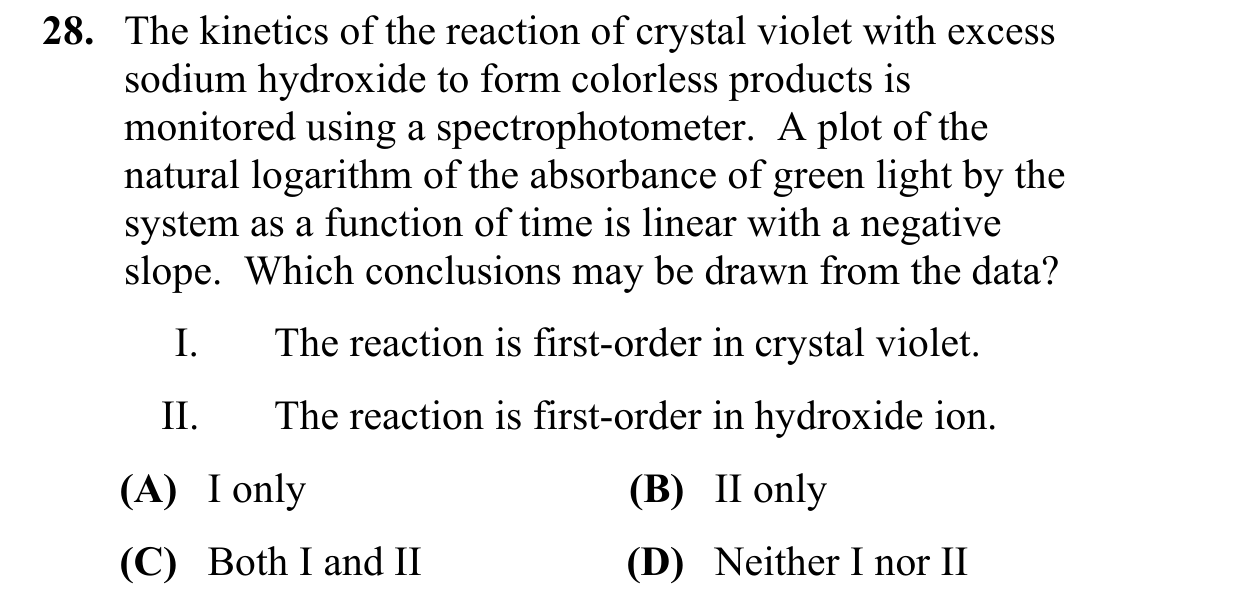 28. The kinetics of the reaction of crystal violet with excess
sodium hydroxide to form colorless products is
monitored using a spectrophotometer. A plot of the
natural logarithm of the absorbance of green light by the
system as a function of time is linear with a negative
slope. Which conclusions may be drawn from the data?
I. The reaction is first-order in crystal violet.
II. The reaction is first-order in hydroxide ion.
(A) I only (B) II only
(C) Both I and II (D) Neither I nor II